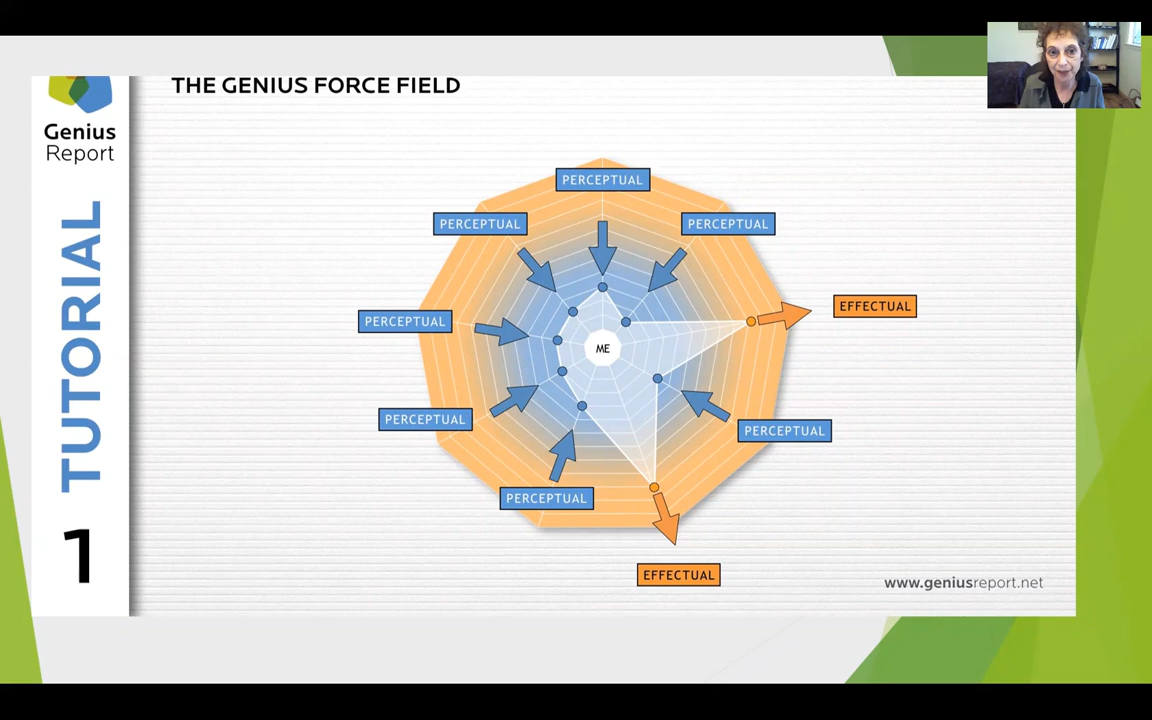 THE GENIUS FORCE FIELD
Genius
Report
TUTORIAL
1
PERCEPTUAL
PERCEPTUAL
PERCEPTUAL
EFFECTUAL
PERCEPTUAL
ME
PERCEPTUAL
PERCEPTUAL
PERCEPTUAL
EFFECTUAL
www.geniusreport.net